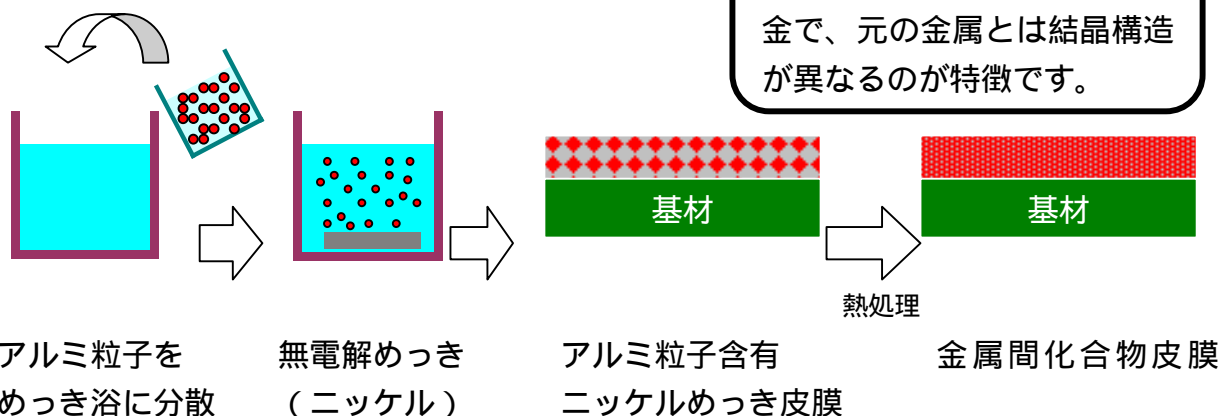 金で、元の金属とは結晶構造
が異なるのが特徴です。
基材
基材
熱処理
アルミ粒子を
めっき浴に分散
無電解めっき
(ニッケル)
アルミ粒子含有
ニッケルめっき皮膜
金属間化合物皮膜